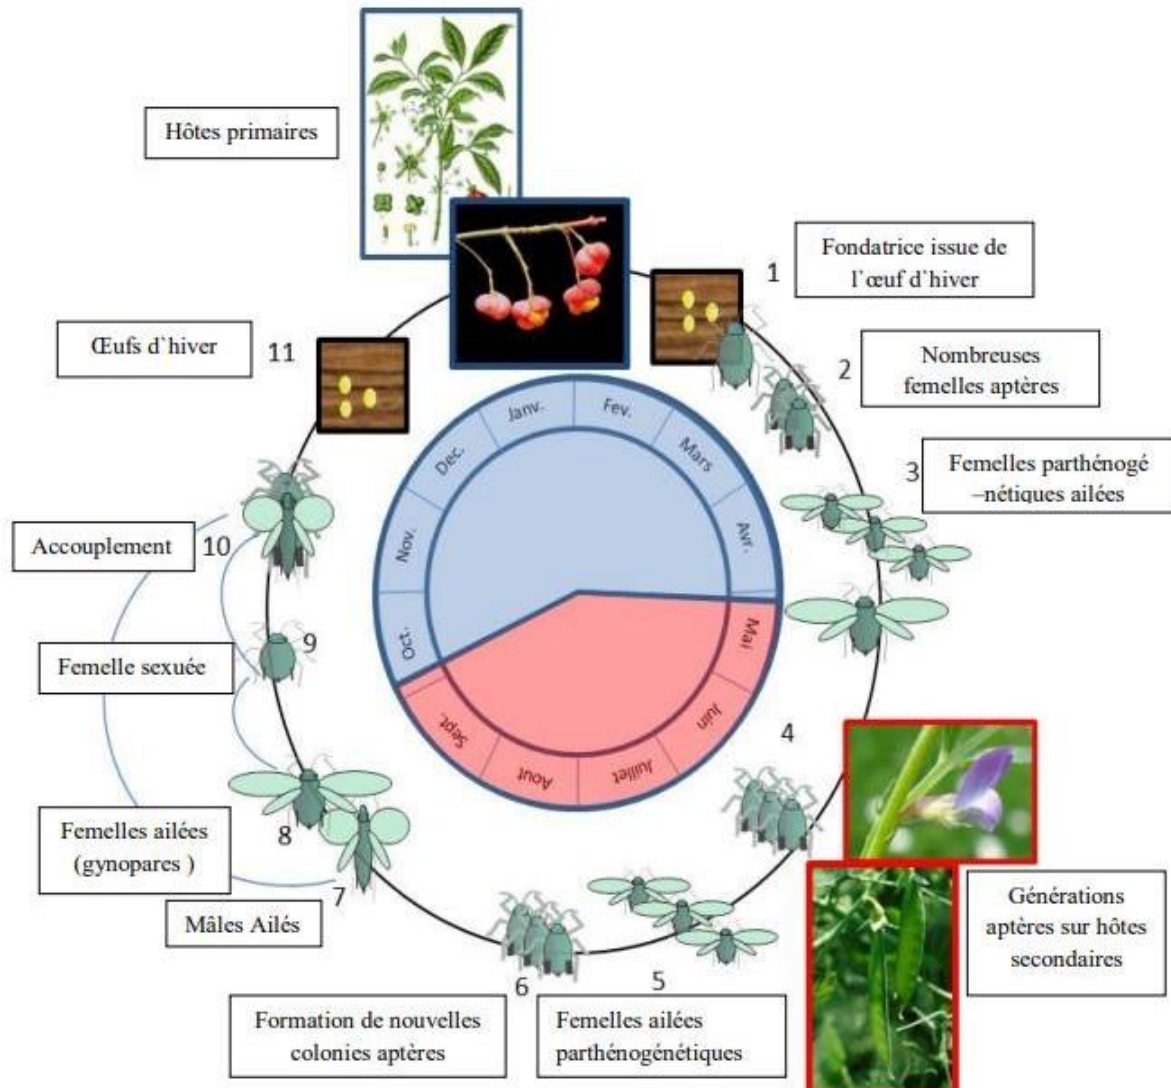 Hôtes primaires
1
Fondatrice issue de
l`œuf d`hiver
Œufs d`hiver
11
2
Nombreuses
femelles aptères
Janv.
Fev.
Dec.
Mars
3
Femelles parthénogé
–nétiques ailées
Accouplement
10
Nov.
Avr.
Oct.
Mai
Femelle sexuée
9
Sept.
Juin
Aout
Juillet
4
8
Femelles ailées
(gynopares )
7
Mâles Ailés
Générations
aptères sur hôtes
secondaires
6
5
Formation de nouvelles
colonies aptères
Femelles ailées
parthénogénétiques